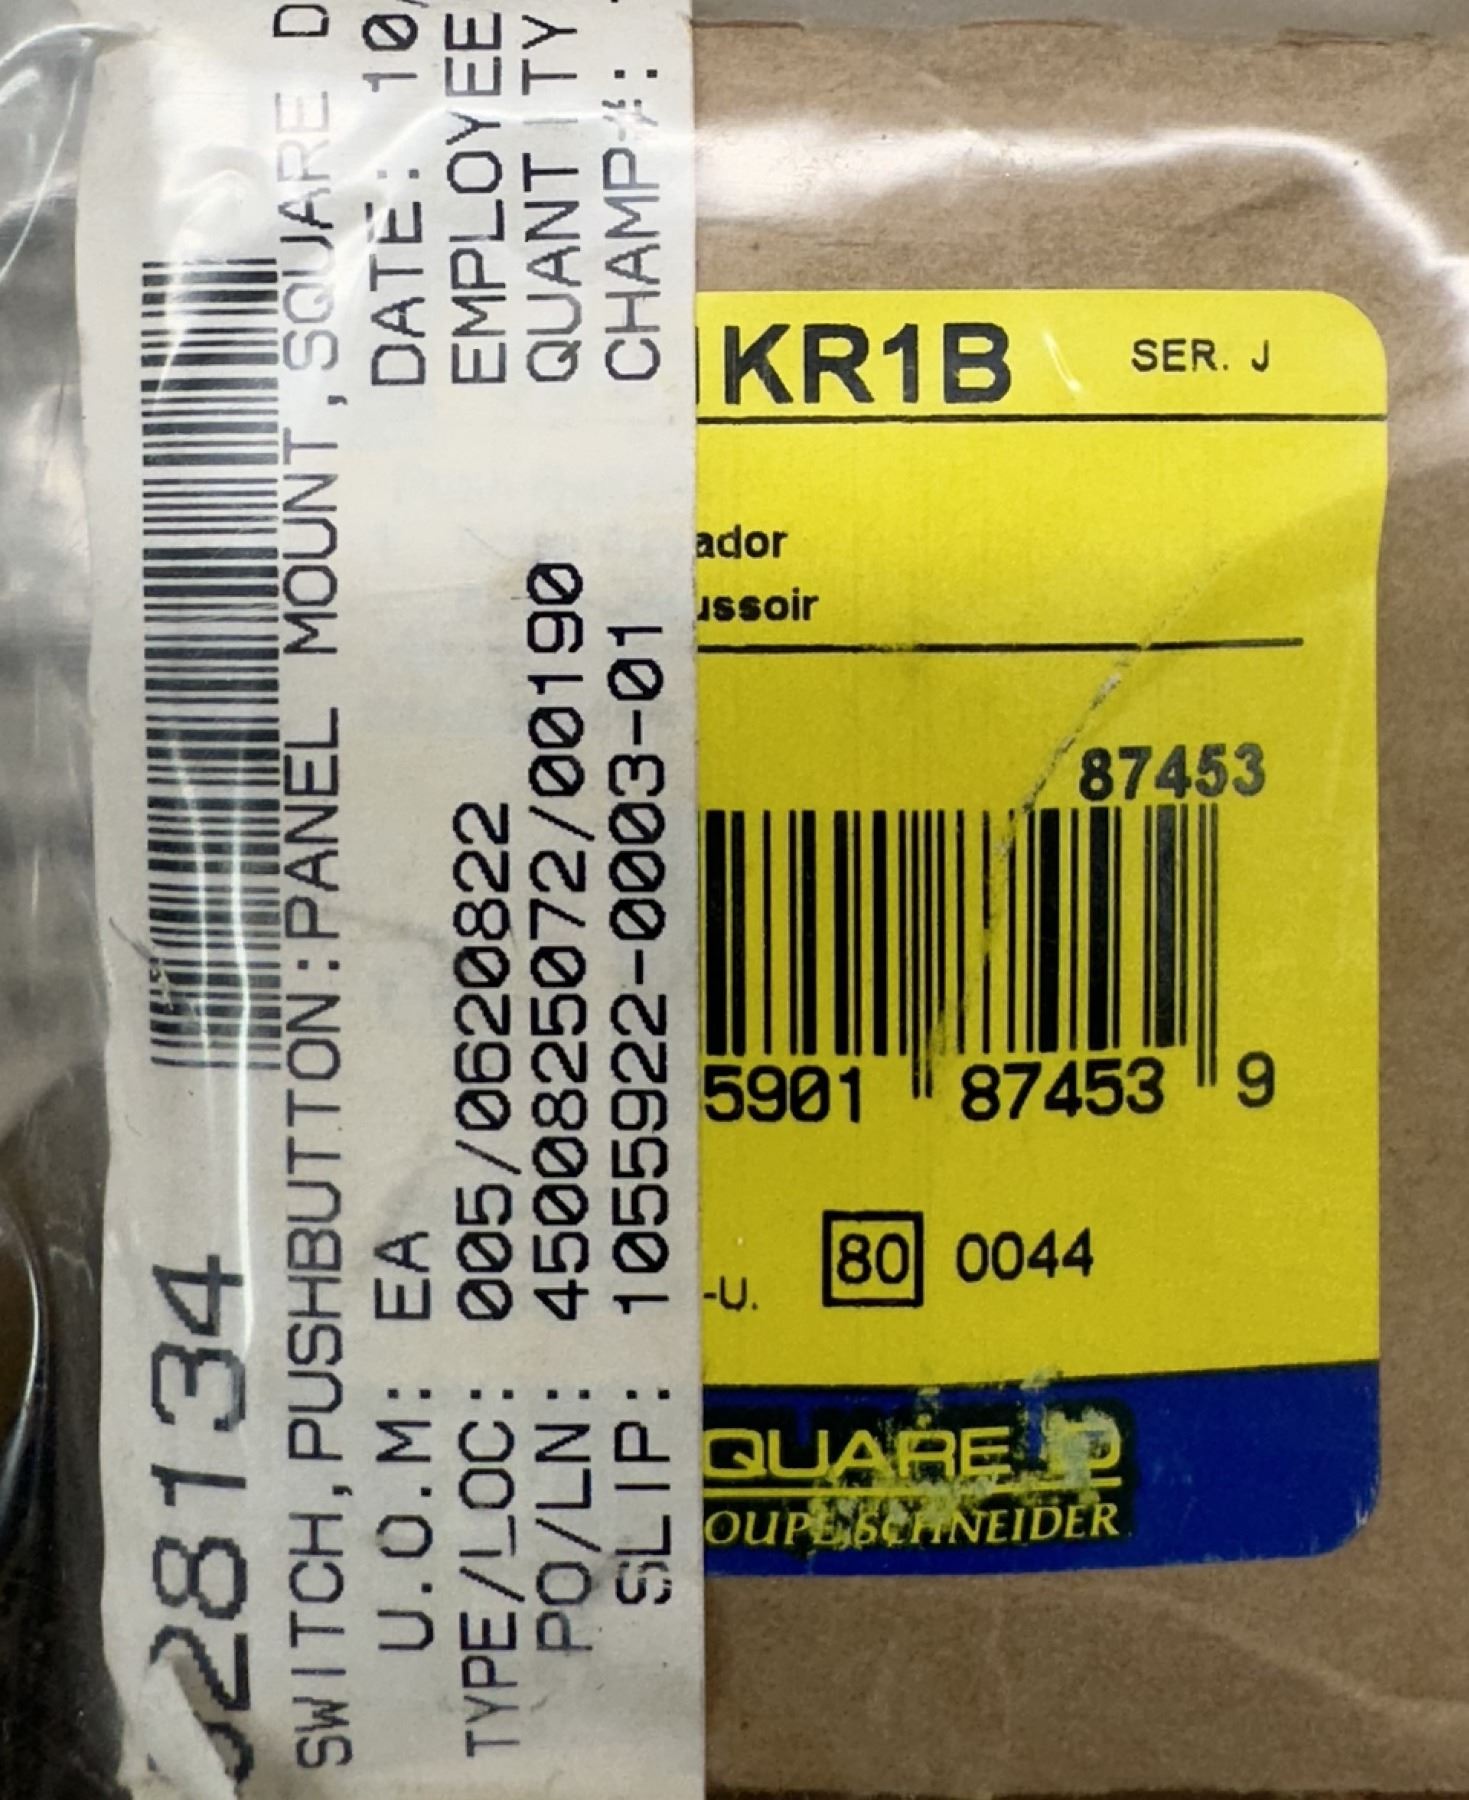 28134
SWITCH,PUSHBUTTON:PANEL MOUNT,SQUARE D
U.O.M: EA DATE: 10
TYPE/LOC: 005/0620822 EMPLOYEE
PO/LN: 4500825072/00190 QUANTITY
SLIP: 1055922-0003-01 CHAMP#:
KR1B SER. J
ador
ussoir
87453
5901 87453 9
-U. 80 0044
QUARE D
OUPE SCHNEIDER